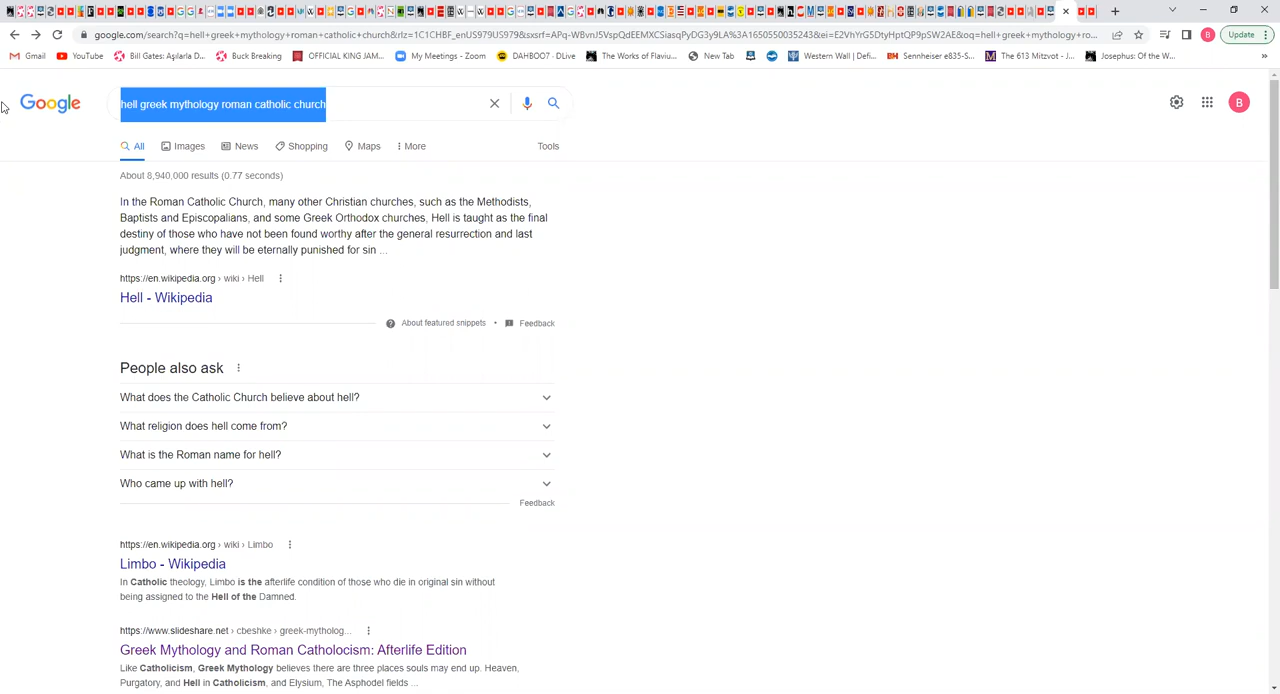 google.com/search?q=hell+greek+mythology+roman+catholic+church&rlz=1C1CHBF_enUS979US979&sxsrf=APq-WBvnJ5VspQdEEMXCSiasqPyDG3y9LA%3A1650550035243&ei=E2VhYrG5DtyHptQP9pSW2AE&oq=hell+greek+mythology+ro...
B
Update
Gmail
YouTube
Bill Gates: Aşılarla D...
Buck Breaking
OFFICIAL KING JAM...
My Meetings - Zoom
DAHBOO7 - DLive
The Works of Flaviu...
New Tab
Western Wall | Defi...
Sennheiser e835-S...
The 613 Mitzvot - J...
Josephus: Of the W...
»
Google
hell greek mythology roman catholic church
B
All
Images
News
Shopping
Maps
More
Tools
About 8,940,000 results (0.77 seconds)
In the Roman Catholic Church, many other Christian churches, such as the Methodists,
Baptists and Episcopalians, and some Greek Orthodox churches, Hell is taught as the final
destiny of those who have not been found worthy after the general resurrection and last
judgment, where they will be eternally punished for sin ...
https://en.wikipedia.org › wiki › Hell
Hell - Wikipedia
About featured snippets • Feedback
People also ask
What does the Catholic Church believe about hell?
What religion does hell come from?
What is the Roman name for hell?
Who came up with hell?
Feedback
https://en.wikipedia.org › wiki › Limbo
Limbo - Wikipedia
In Catholic theology, Limbo is the afterlife condition of those who die in original sin without
being assigned to the Hell of the Damned.
https://www.slideshare.net › cbeshke › greek-mytholog...
Greek Mythology and Roman Catholocism: Afterlife Edition
Like Catholicism, Greek Mythology believes there are three places souls may end up. Heaven,
Purgatory, and Hell in Catholicism, and Elysium, The Asphodel fields ...